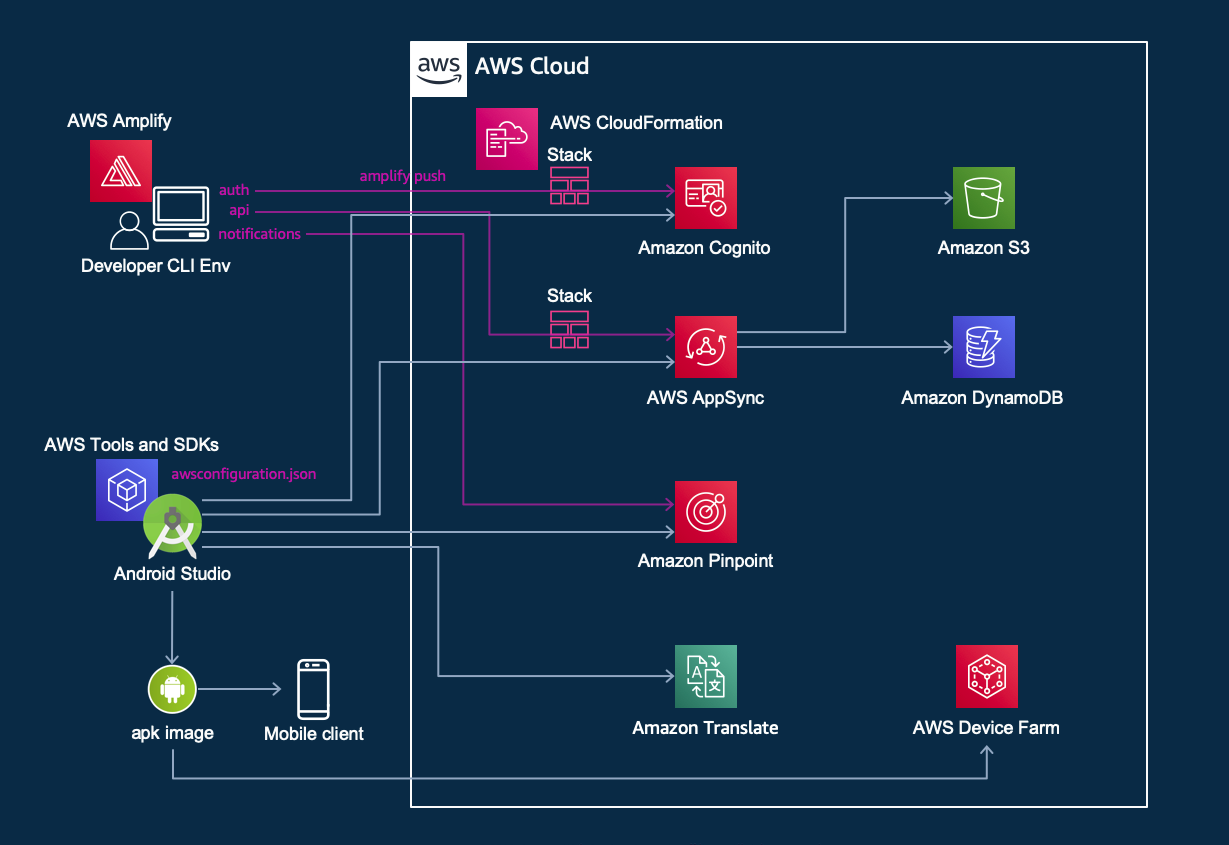 aws
AWS Cloud
AWS Amplify
AWS CloudFormation
Stack
amplify push
auth
api
notifications
Developer CLI Env
Amazon Cognito
Amazon S3
Stack
AWS AppSync
Amazon DynamoDB
AWS Tools and SDKs
awsconfiguration.json
Android Studio
Amazon Pinpoint
A
文
apk image
Mobile client
Amazon Translate
AWS Device Farm